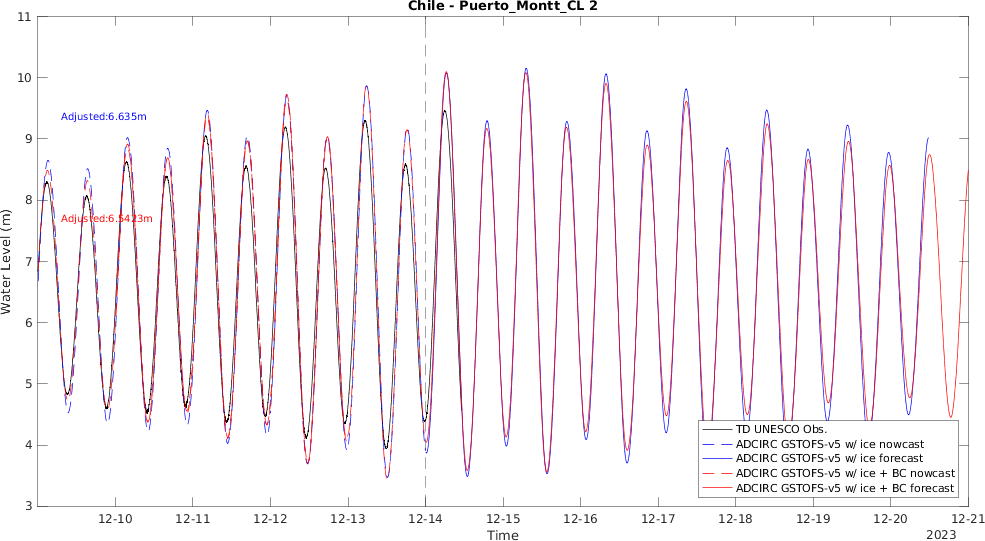 Chile - Puerto_Montt_CL 2
11
10
9
8
7
6
5
4
3
Water Level (m)
Adjusted:6.635m
Adjusted:6.5423m
TD UNESCO Obs.
ADCIRC GSTOFS-v5 w/ ice nowcast
ADCIRC GSTOFS-v5 w/ ice forecast
ADCIRC GSTOFS-v5 w/ ice + BC nowcast
ADCIRC GSTOFS-v5 w/ ice + BC forecast
12-10 12-11 12-12 12-13 12-14 12-15 12-16 12-17 12-18 12-19 12-20 12-21
Time
2023